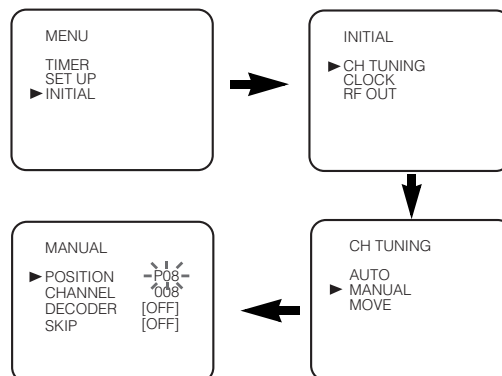 MENU
TIMER
SET UP
INITIAL
INITIAL
CH TUNING
CLOCK
RF OUT
CH TUNING
AUTO
MANUAL
MOVE
MANUAL
POSITION P08
CHANNEL 008
DECODER [OFF]
SKIP [OFF]